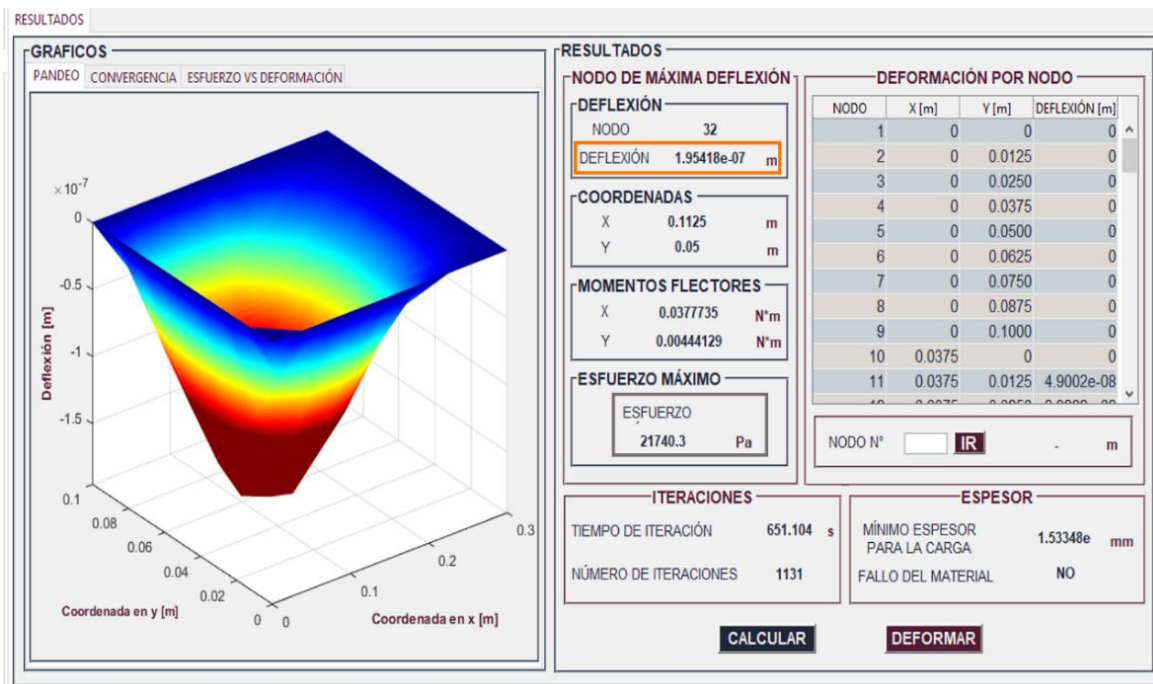 RESULTADOS
GRAFICOS
PANDEO CONVERGENCIA ESFUERZO VS DEFORMACIÓN
×10⁻⁷
0
-0.5
-1
-1.5
Deflexión [m]
0.1
0.08
0.06
0.04
0.02
0
Coordenada en y [m]
0
0.1
0.2
0.3
Coordenada en x [m]
RESULTADOS
NODO DE MÁXIMA DEFLEXIÓN
DEFLEXIÓN
NODO 32
DEFLEXIÓN 1.95418e-07 m
COORDENADAS
X 0.1125 m
Y 0.05 m
MOMENTOS FLECTORES
X 0.0377735 N*m
Y 0.00444129 N*m
ESFUERZO MÁXIMO
ESFUERZO
21740.3 Pa
DEFORMACIÓN POR NODO
NODO X [m] Y [m] DEFLEXIÓN [m]
1 0 0 0
2 0 0.0125 0
3 0 0.0250 0
4 0 0.0375 0
5 0 0.0500 0
6 0 0.0625 0
7 0 0.0750 0
8 0 0.0875 0
9 0 0.1000 0
10 0.0375 0 0
11 0.0375 0.0125 4.9002e-08
NODO N° IR - m
ITERACIONES
TIEMPO DE ITERACIÓN 651.104 s
NÚMERO DE ITERACIONES 1131
ESPESOR
MÍNIMO ESPESOR
PARA LA CARGA 1.53348e mm
FALLO DEL MATERIAL NO
CALCULAR DEFORMAR